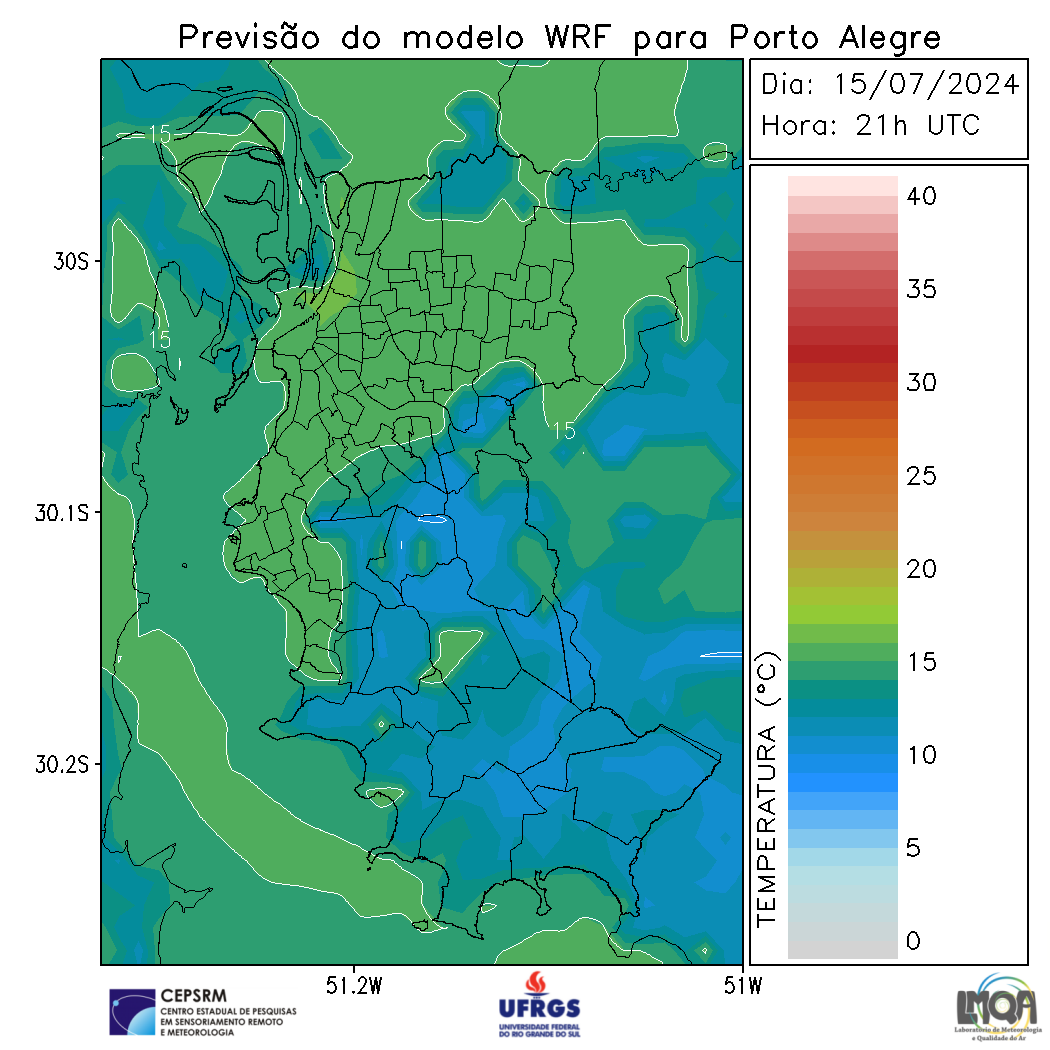 Previsão do modelo WRF para Porto Alegre
Dia: 15/07/2024
Hora: 21h UTC
40
35
30
25
20
15
10
5
0
TEMPERATURA (°C)
30S
30.1S
30.2S
51.2W
51W
15
15
15
CEPSRM
CENTRO ESTADUAL DE PESQUISAS
EM SENSORIAMENTO REMOTO
E METEOROLOGIA
UFRGS
UNIVERSIDADE FEDERAL
DO RIO GRANDE DO SUL
LMQA
Laboratório de Meteorologia
e Qualidade do Ar